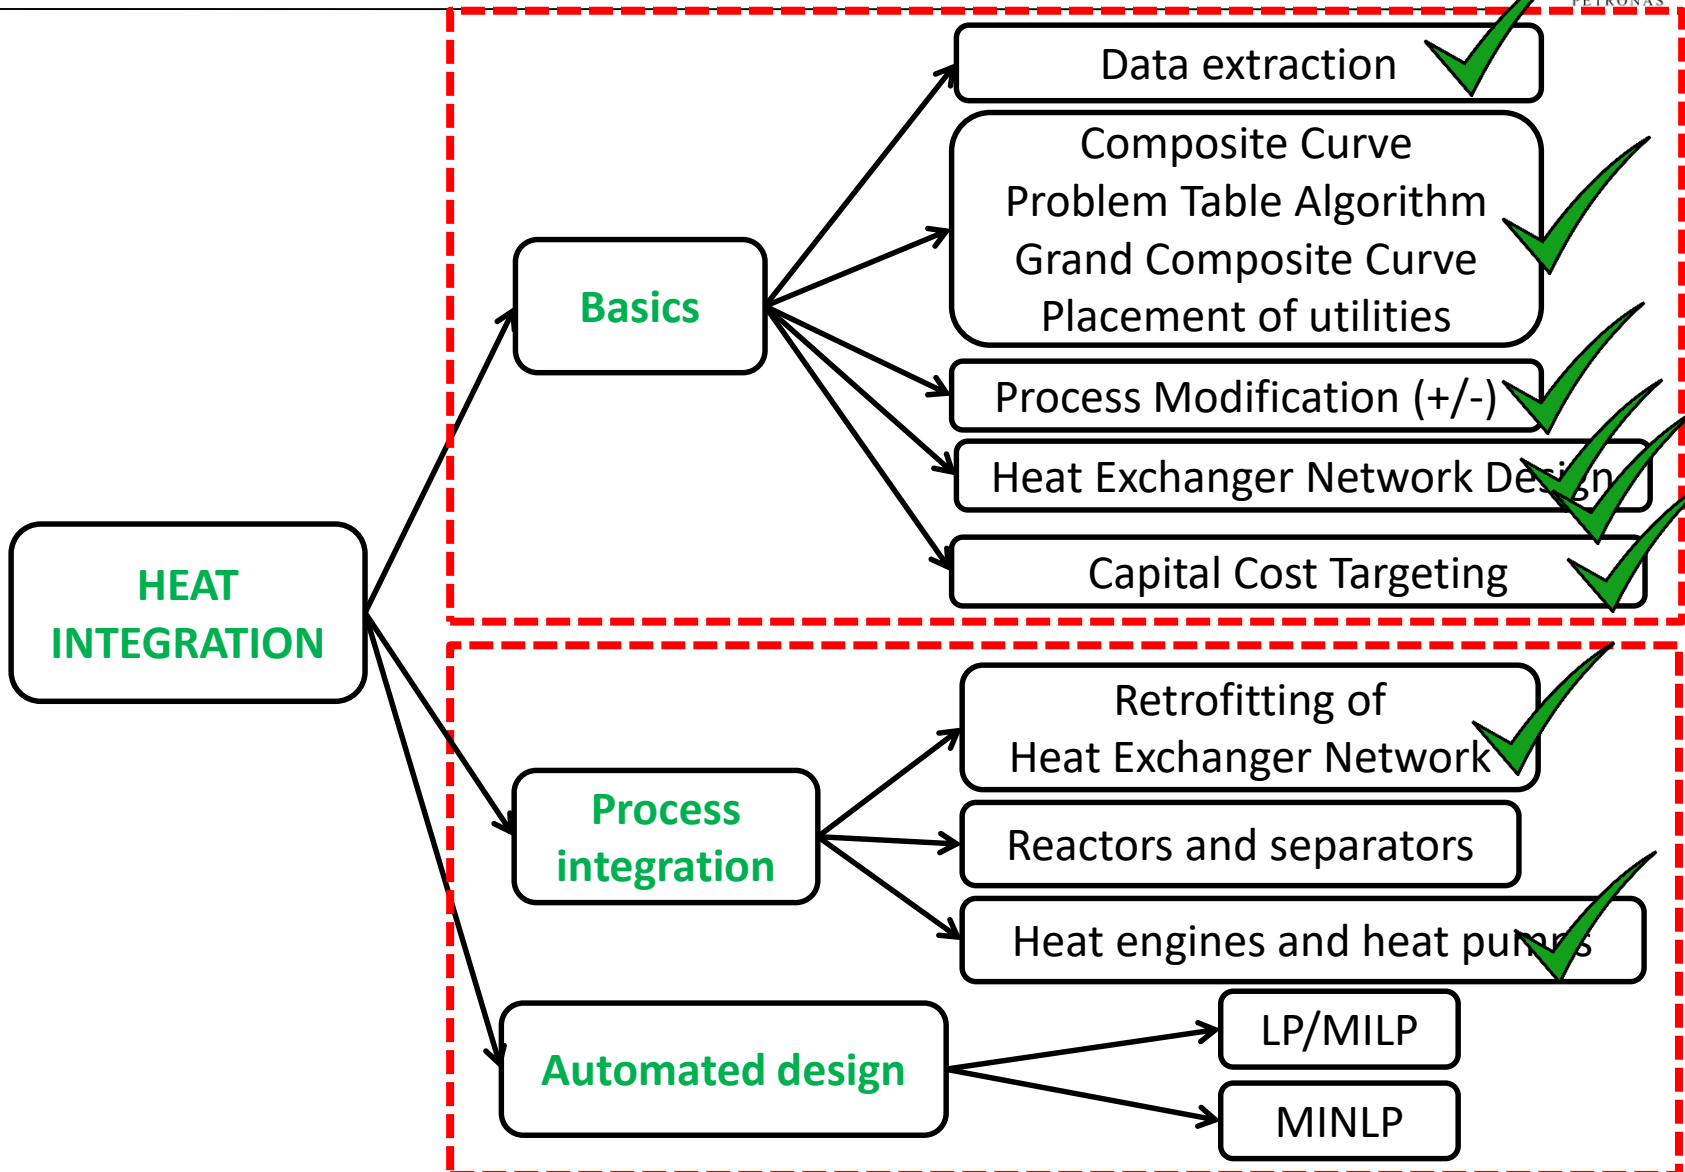 PETRONAS
Data extraction
Composite Curve
Problem Table Algorithm
Grand Composite Curve
Placement of utilities
Basics
Process Modification (+/-)
Heat Exchanger Network Design
Capital Cost Targeting
HEAT
INTEGRATION
Retrofitting of
Heat Exchanger Network
Process
integration
Reactors and separators
Heat engines and heat pumps
LP/MILP
Automated design
MINLP